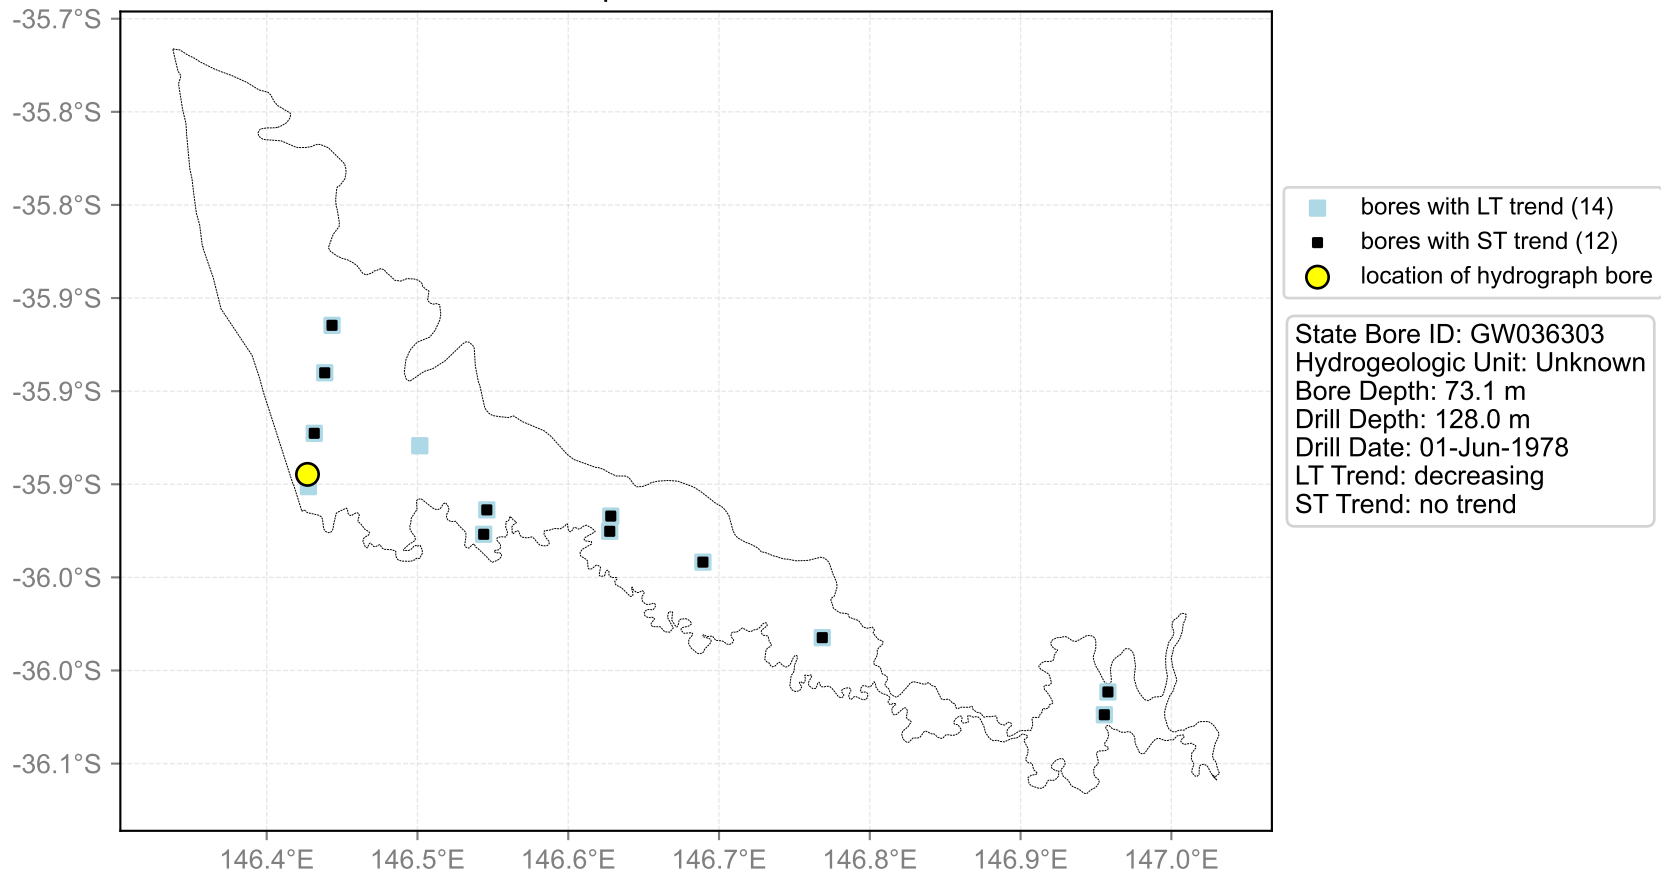 -35.7°S
-35.8°S
-35.8°S
-35.9°S
-35.9°S
-35.9°S
-36.0°S
-36.0°S
-36.1°S
146.4°E
146.5°E
146.6°E
146.7°E
146.8°E
146.9°E
147.0°E
bores with LT trend (14)
bores with ST trend (12)
location of hydrograph bore
State Bore ID: GW036303
Hydrogeologic Unit: Unknown
Bore Depth: 73.1 m
Drill Depth: 128.0 m
Drill Date: 01-Jun-1978
LT Trend: decreasing
ST Trend: no trend